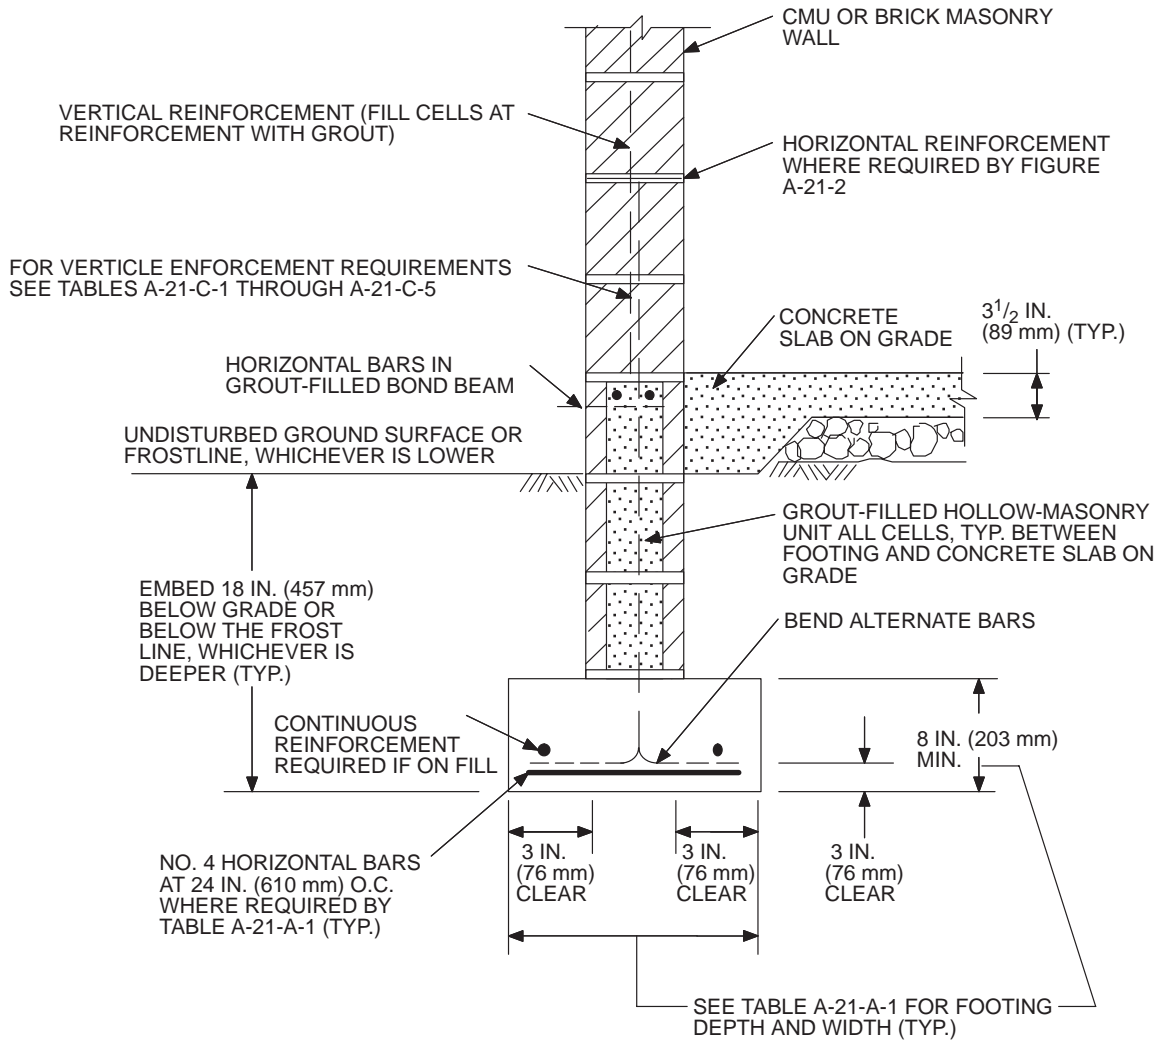 CMU OR BRICK MASONRY
WALL
VERTICAL REINFORCEMENT (FILL CELLS AT
REINFORCEMENT WITH GROUT)
HORIZONTAL REINFORCEMENT
WHERE REQUIRED BY FIGURE
A-21-2
FOR VERTICLE ENFORCEMENT REQUIREMENTS
SEE TABLES A-21-C-1 THROUGH A-21-C-5
CONCRETE
SLAB ON GRADE
3 1/2 IN.
(89 mm) (TYP.)
HORIZONTAL BARS IN
GROUT-FILLED BOND BEAM
UNDISTURBED GROUND SURFACE OR
FROSTLINE, WHICHEVER IS LOWER
GROUT-FILLED HOLLOW-MASONRY
UNIT ALL CELLS, TYP. BETWEEN
FOOTING AND CONCRETE SLAB ON
GRADE
EMBED 18 IN. (457 mm)
BELOW GRADE OR
BELOW THE FROST
LINE, WHICHEVER IS
DEEPER (TYP.)
BEND ALTERNATE BARS
CONTINUOUS
REINFORCEMENT
REQUIRED IF ON FILL
8 IN. (203 mm)
MIN.
NO. 4 HORIZONTAL BARS
AT 24 IN. (610 mm) O.C.
WHERE REQUIRED BY
TABLE A-21-A-1 (TYP.)
3 IN.
(76 mm)
CLEAR
3 IN.
(76 mm)
CLEAR
3 IN.
(76 mm)
CLEAR
SEE TABLE A-21-A-1 FOR FOOTING
DEPTH AND WIDTH (TYP.)